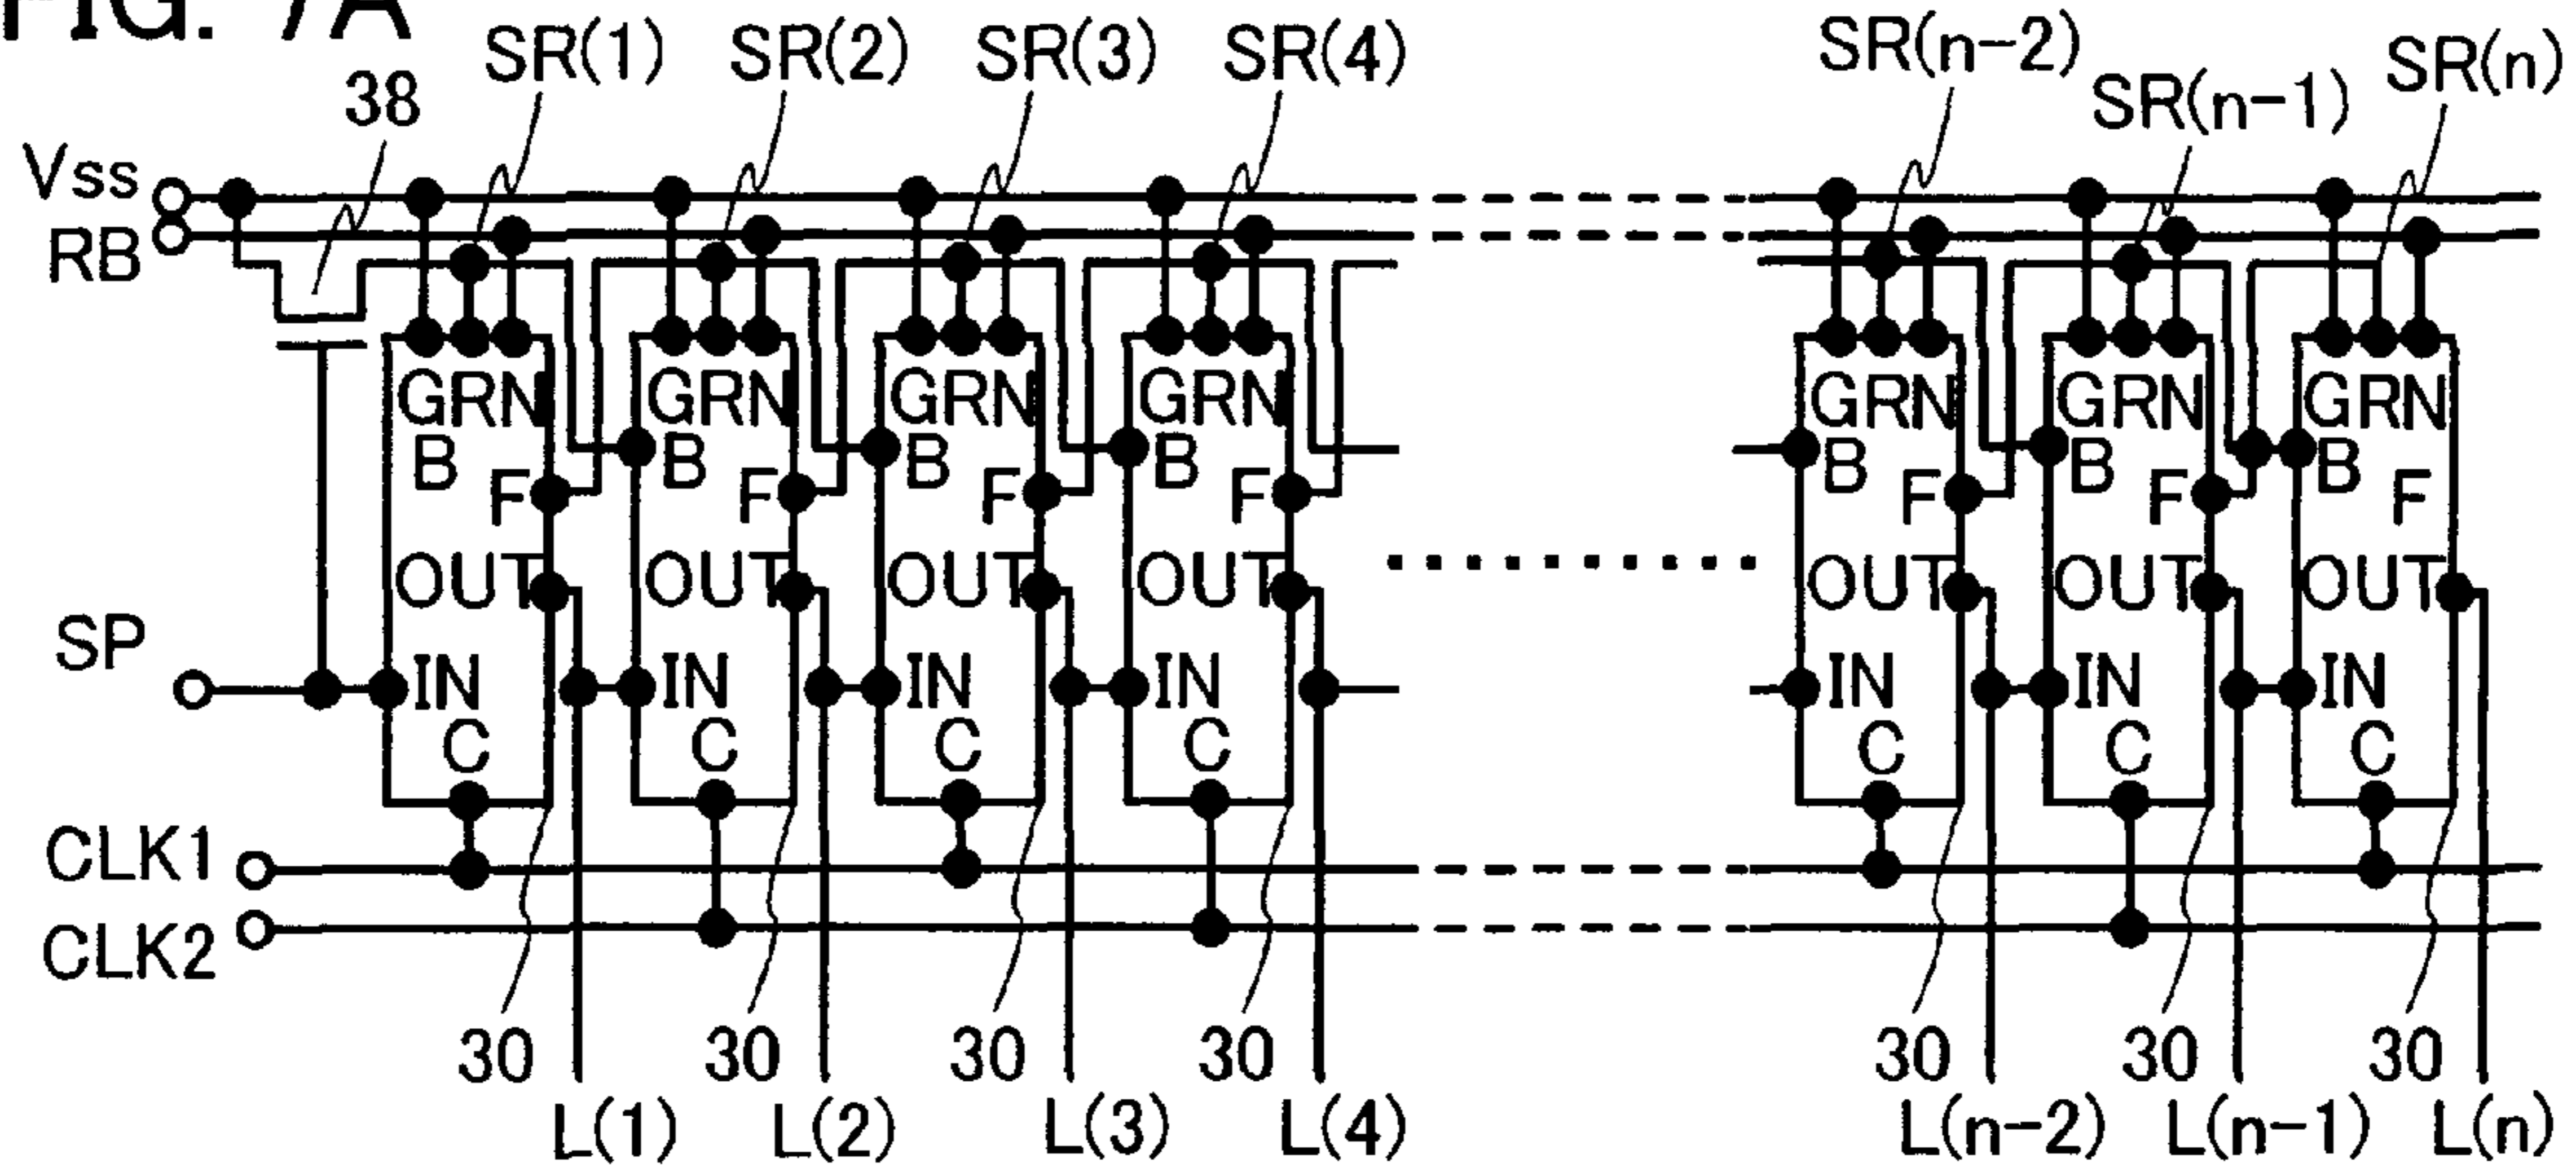 FIG. 7A
SR(1) SR(2) SR(3) SR(4) SR(n-2) SR(n-1) SR(n)
38
Vss
RB
GRN GRN GRN GRN GRN GRN GRN
B B B B B B B
F F F F F F F
OUT OUT OUT OUT OUT OUT OUT
SP
IN IN IN IN IN IN IN
C C C C C C C
CLK1
CLK2
30 30 30 30 30 30 30
L(1) L(2) L(3) L(4) L(n-2) L(n-1) L(n)